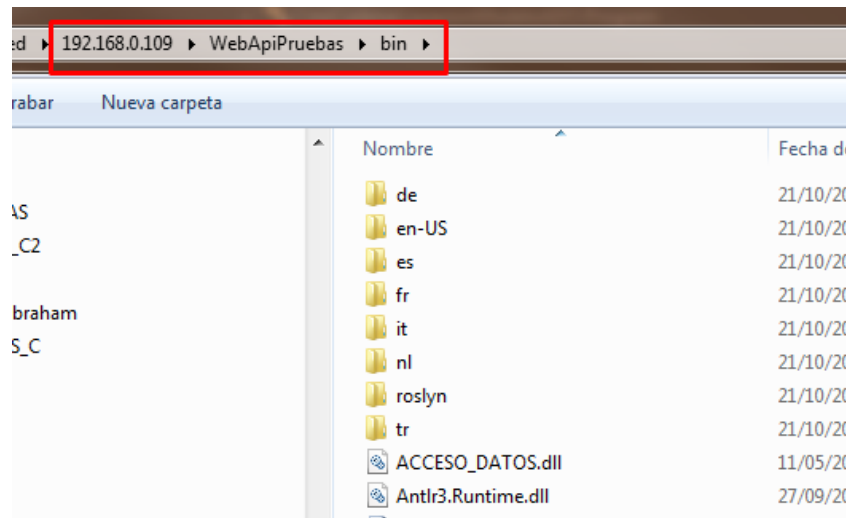 ed ▸ 192.168.0.109 ▸ WebApiPruebas ▸ bin ▸
rabar Nueva carpeta
AS
_C2
braham
S_C
Nombre Fecha d
de 21/10/20
en-US 21/10/20
es 21/10/20
fr 21/10/20
it 21/10/20
nl 21/10/20
roslyn 21/10/20
tr 21/10/20
ACCESO_DATOS.dll 11/05/20
Antlr3.Runtime.dll 27/09/20